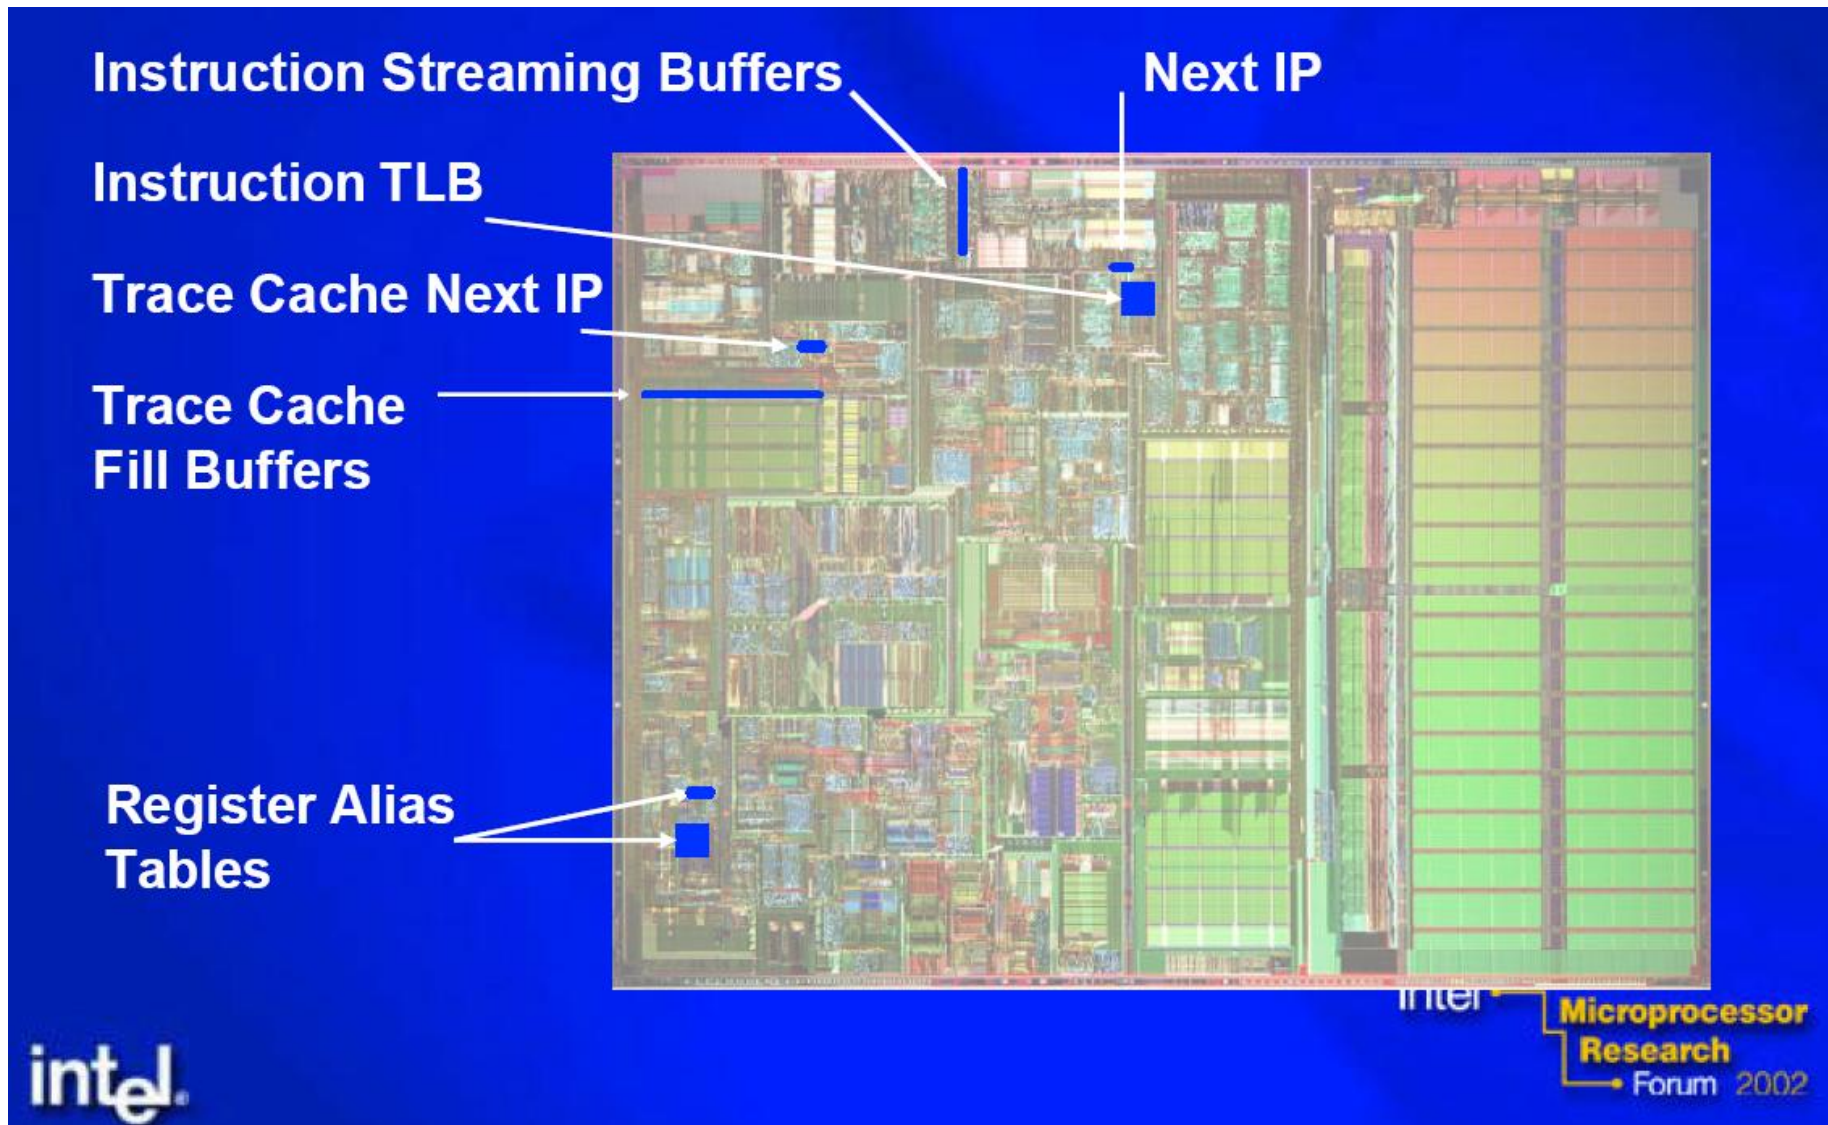 Instruction Streaming Buffers
Next IP
Instruction TLB
Trace Cache Next IP
Trace Cache
Fill Buffers
Register Alias
Tables
intel
Intel
Microprocessor
Research
Forum 2002